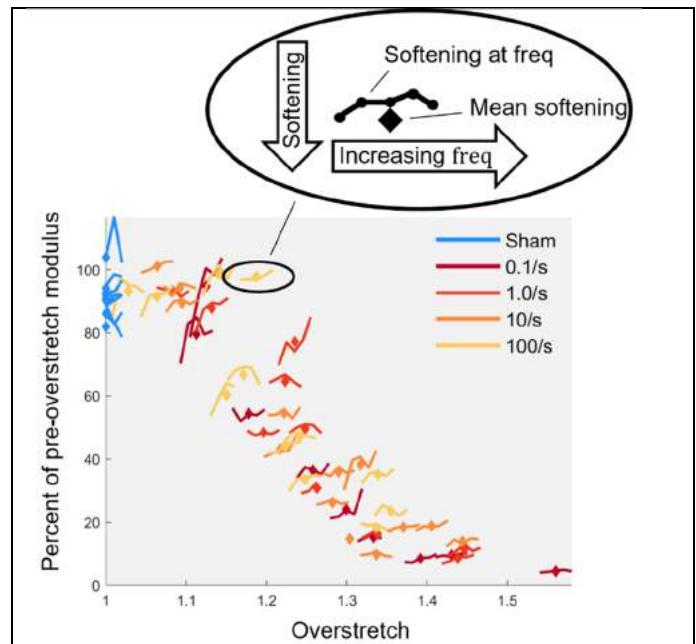 Softening
Softening at freq
Mean softening
Increasing freq
Percent of pre-overstretch modulus
100
80
60
40
20
0
Sham
0.1/s
1.0/s
10/s
100/s
1
1.1
1.2
1.3
1.4
1.5
Overstretch